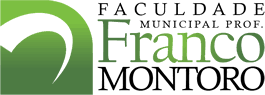 FACULDADE
MUNICIPAL PROF.
Franco
MONTORO